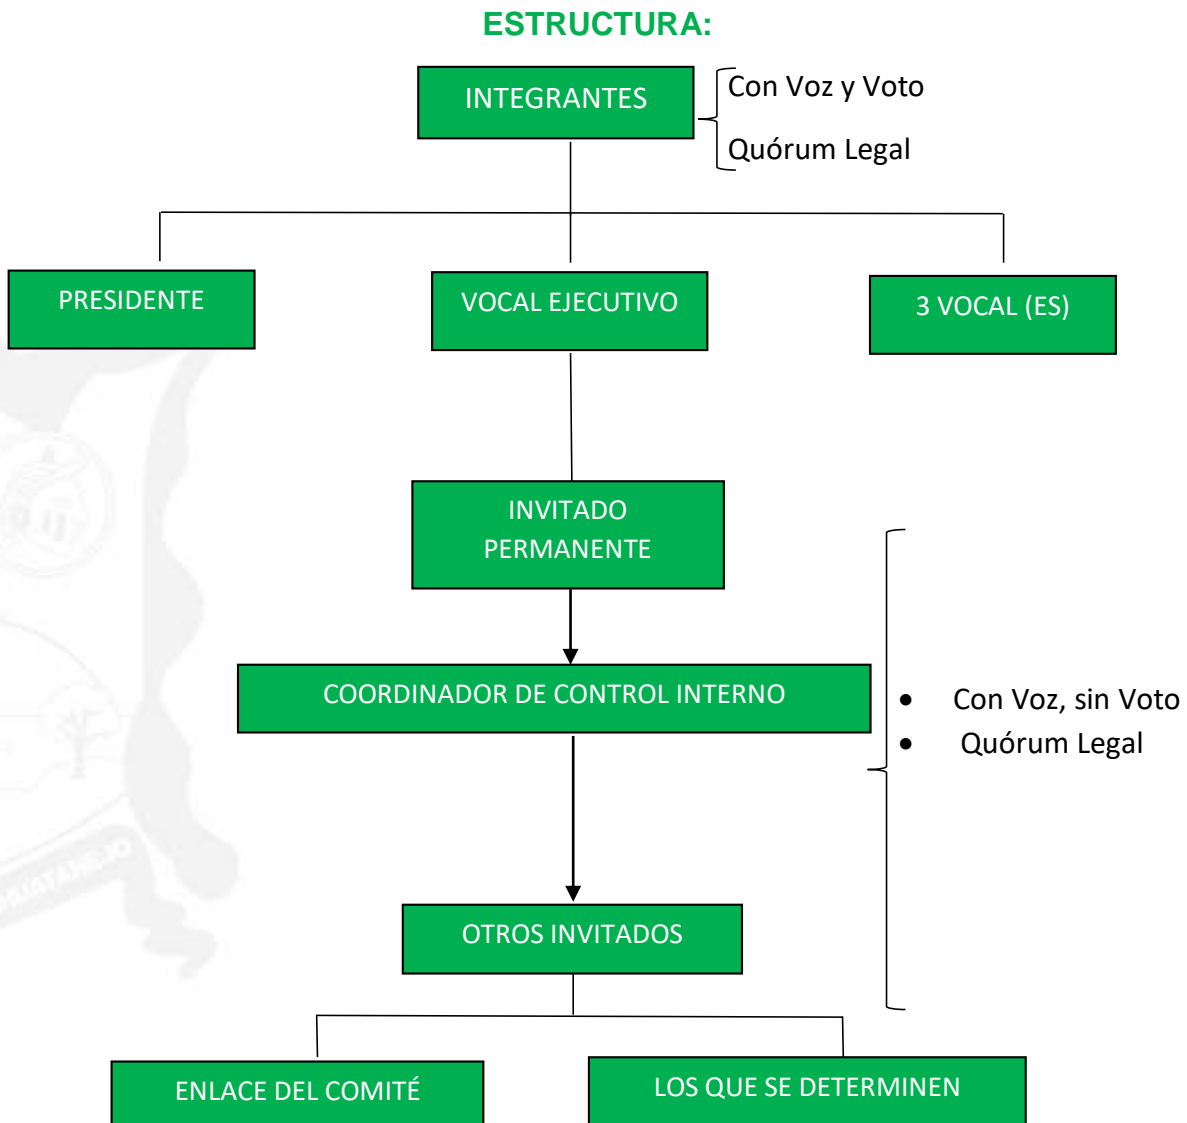 ESTRUCTURA:
INTEGRANTES
Con Voz y Voto
Quórum Legal
PRESIDENTE
VOCAL EJECUTIVO
3 VOCAL (ES)
INVITADO
PERMANENTE
COORDINADOR DE CONTROL INTERNO
• Con Voz, sin Voto
• Quórum Legal
OTROS INVITADOS
ENLACE DEL COMITÉ
LOS QUE SE DETERMINEN